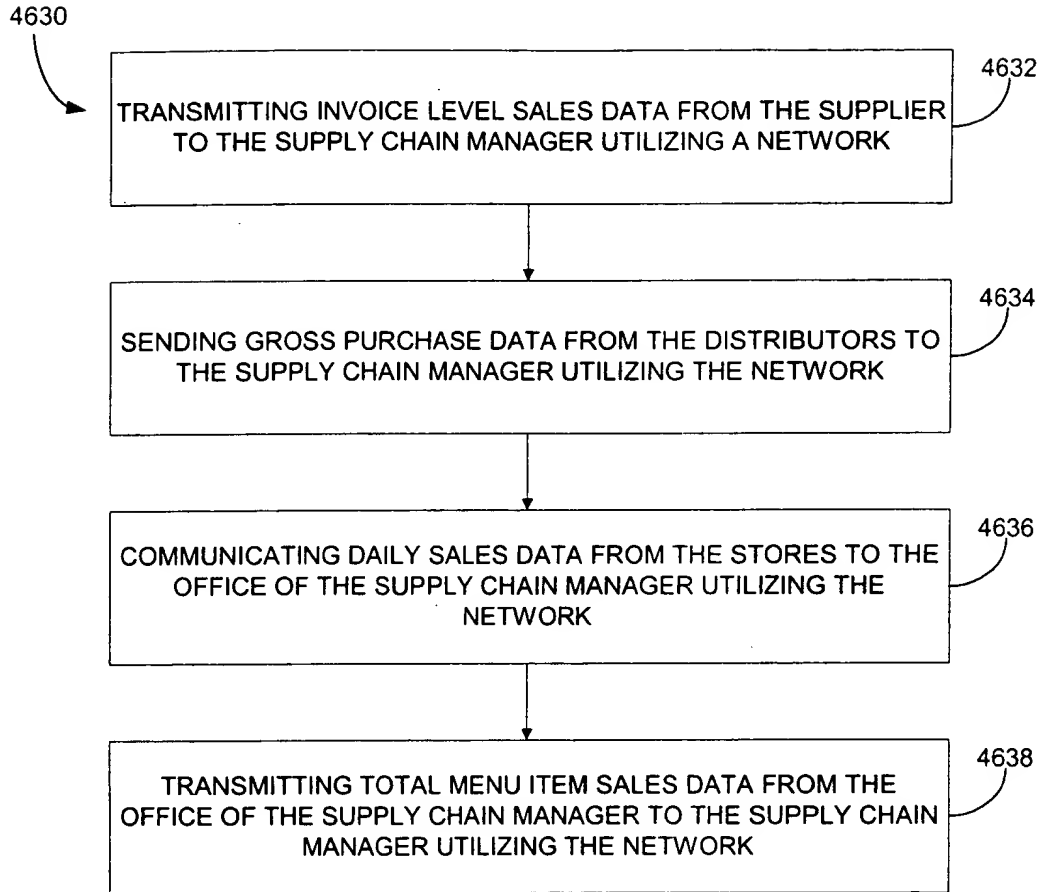 4630
4632
TRANSMITTING INVOICE LEVEL SALES DATA FROM THE SUPPLIER
TO THE SUPPLY CHAIN MANAGER UTILIZING A NETWORK
4634
SENDING GROSS PURCHASE DATA FROM THE DISTRIBUTORS TO
THE SUPPLY CHAIN MANAGER UTILIZING THE NETWORK
4636
COMMUNICATING DAILY SALES DATA FROM THE STORES TO THE
OFFICE OF THE SUPPLY CHAIN MANAGER UTILIZING THE
NETWORK
4638
TRANSMITTING TOTAL MENU ITEM SALES DATA FROM THE
OFFICE OF THE SUPPLY CHAIN MANAGER TO THE SUPPLY CHAIN
MANAGER UTILIZING THE NETWORK